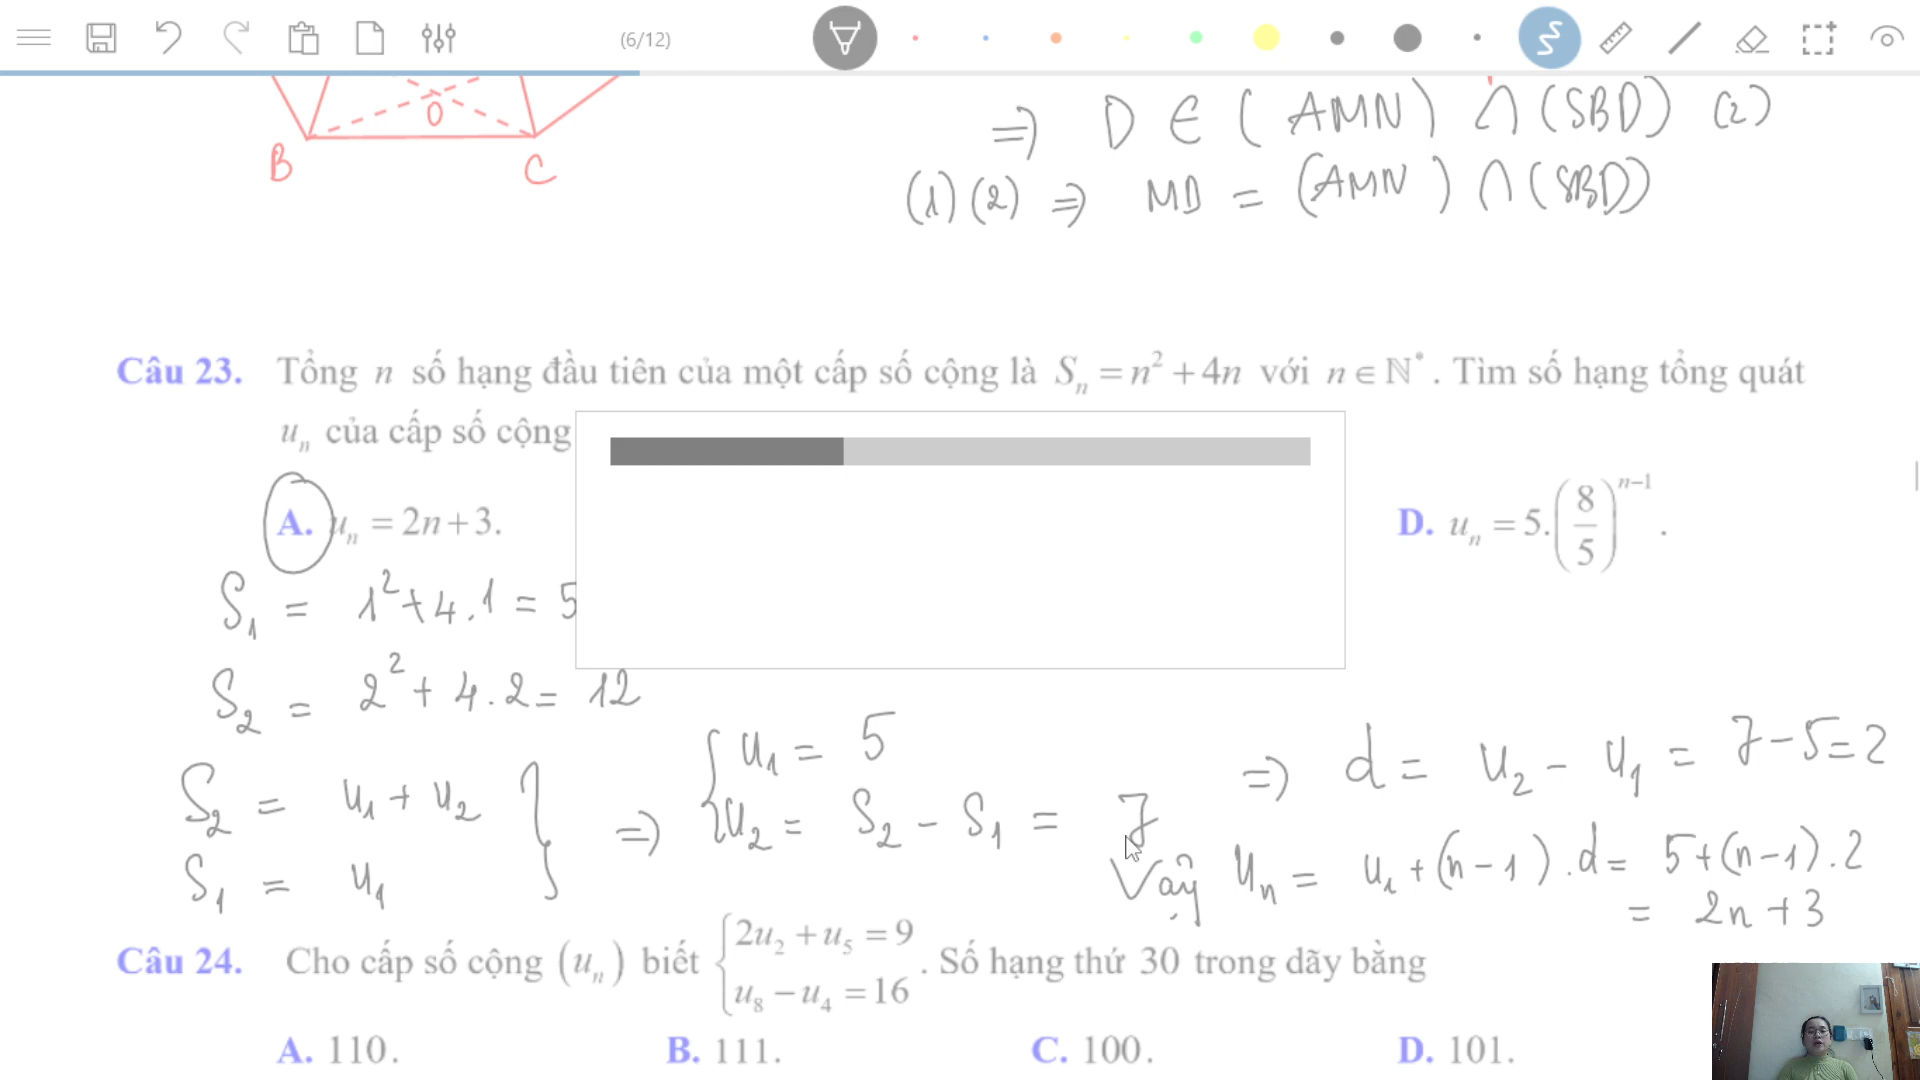 (6/12)
O
B
C
=) D ∈ (AMN) ∩ (SBD) (2)
(1)(2) => MD = (AMN) ∩ (SBD)
Câu 23. Tổng n số hạng đầu tiên của một cấp số cộng là Sₙ = n² + 4n với n ∈ ℕ*. Tìm số hạng tổng quát
uₙ của cấp số cộng
A. uₙ = 2n+3.
D. uₙ = 5.(8/5)ⁿ⁻¹.
S₁ = 1² + 4.1 = 5
S₂ = 2² + 4.2 = 12
S₂ = u₁ + u₂
S₁ = u₁
=> { u₁ = 5
u₂ = S₂ - S₁ = 7
=> d = u₂ - u₁ = 7-5=2
Vậy uₙ = u₁ + (n-1).d = 5+(n-1).2
= 2n+3
Câu 24. Cho cấp số cộng (uₙ) biết { 2u₂ + u₅ = 9
u₈ − u₄ = 16 . Số hạng thứ 30 trong dãy bằng
A. 110. B. 111. C. 100. D. 101.